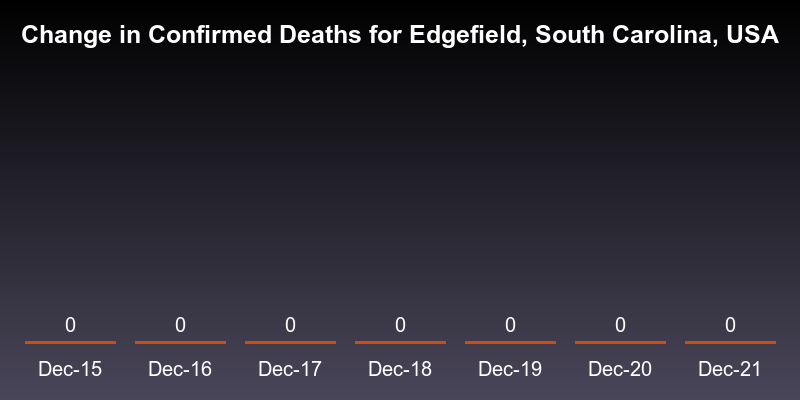 Change in Confirmed Deaths for Edgefield, South Carolina, USA
0 0 0 0 0 0 0
Dec-15 Dec-16 Dec-17 Dec-18 Dec-19 Dec-20 Dec-21